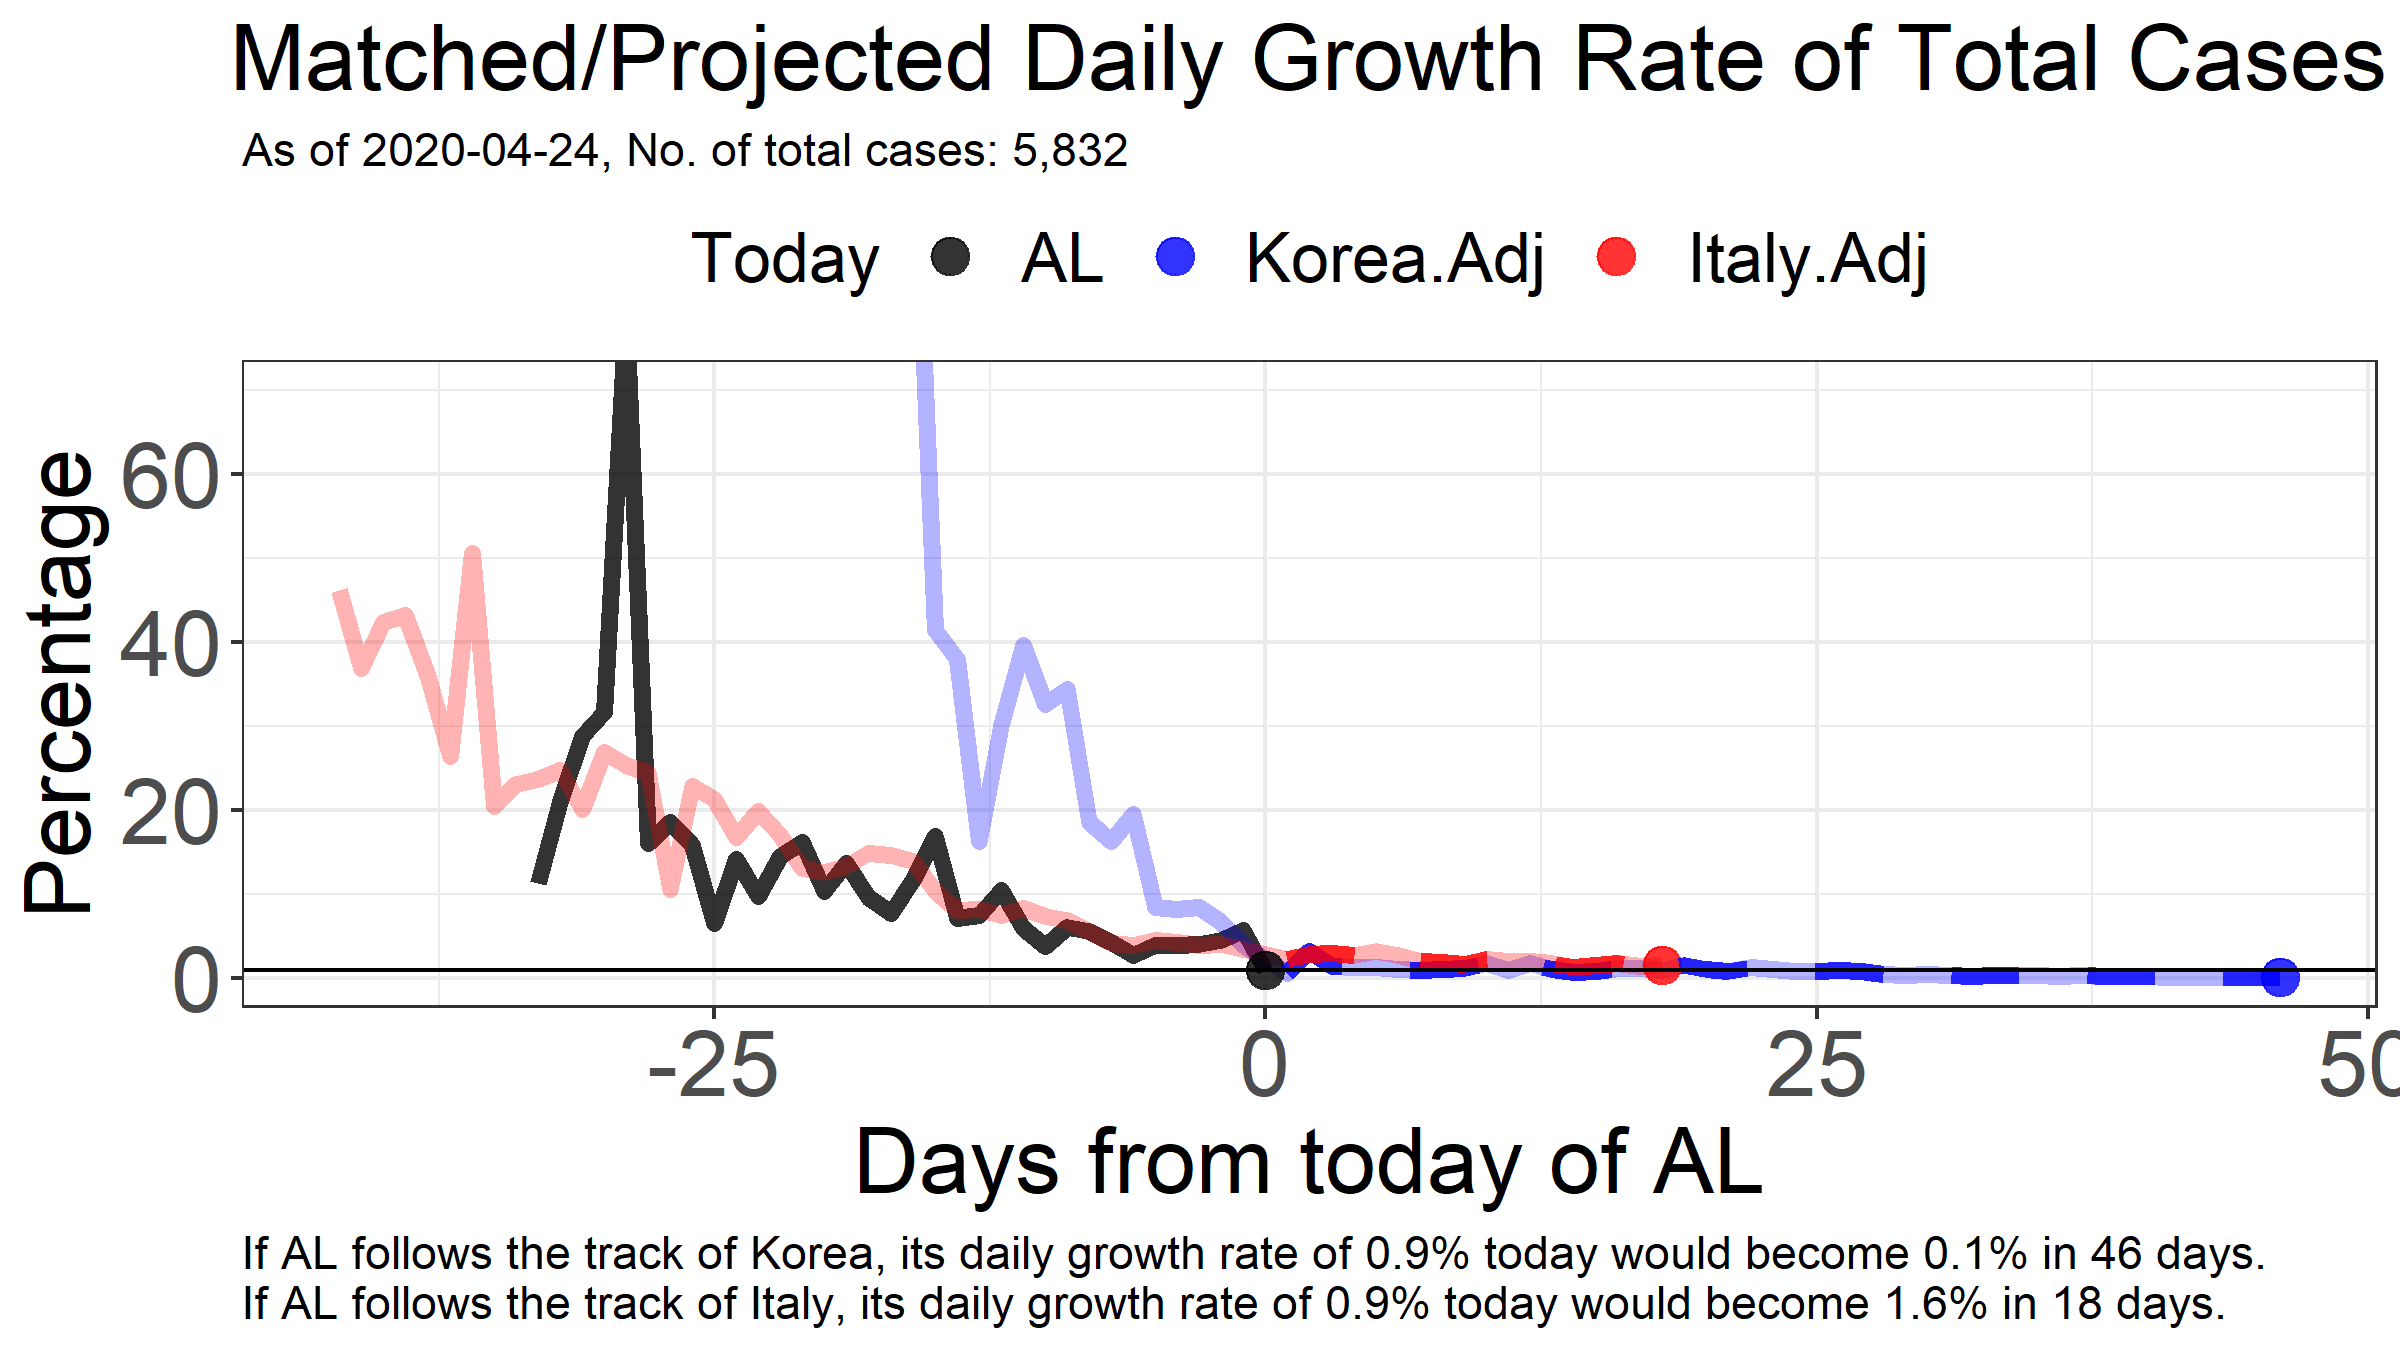 Matched/Projected Daily Growth Rate of Total Cases
As of 2020-04-24, No. of total cases: 5,832
Today AL Korea.Adj Italy.Adj
Percentage
60
40
20
0
-25 0 25 50
Days from today of AL
If AL follows the track of Korea, its daily growth rate of 0.9% today would become 0.1% in 46 days.
If AL follows the track of Italy, its daily growth rate of 0.9% today would become 1.6% in 18 days.